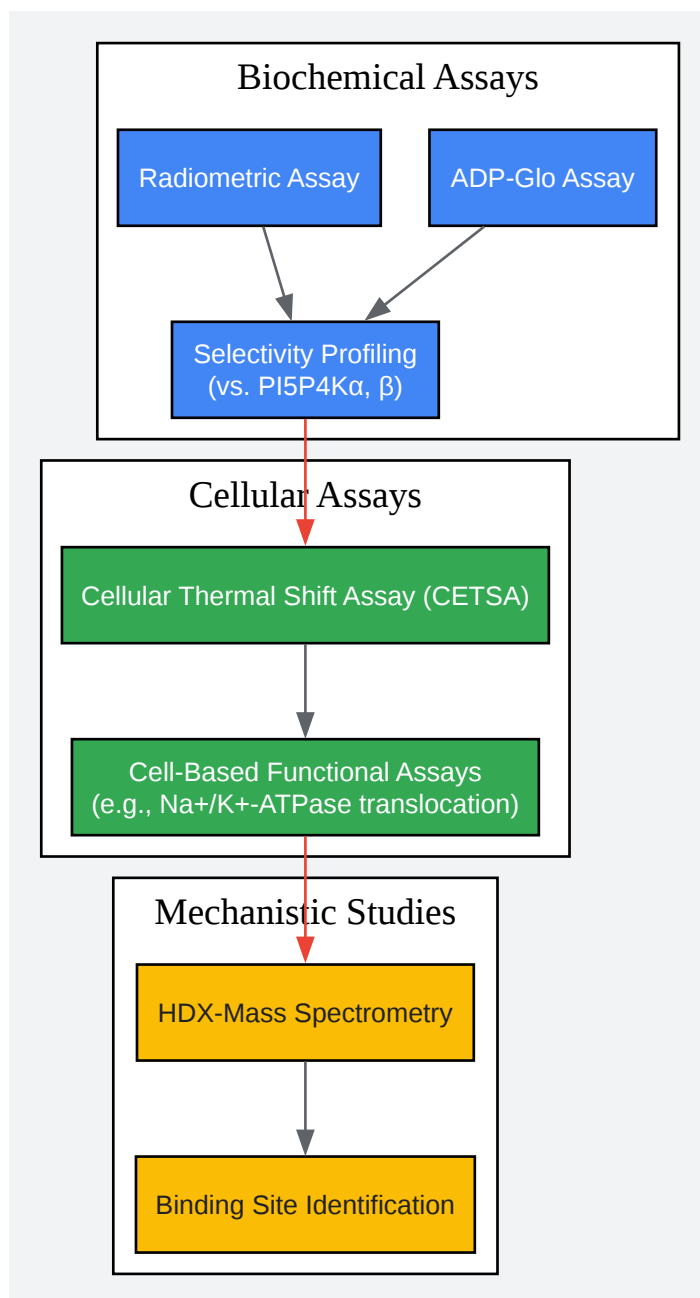 Biochemical Assays
Radiometric Assay
ADP-Glo Assay
Selectivity Profiling
(vs. PI5P4Kα, β)
Cellular Assays
Cellular Thermal Shift Assay (CETSA)
Cell-Based Functional Assays
(e.g., Na+/K+-ATPase translocation)
Mechanistic Studies
HDX-Mass Spectrometry
Binding Site Identification